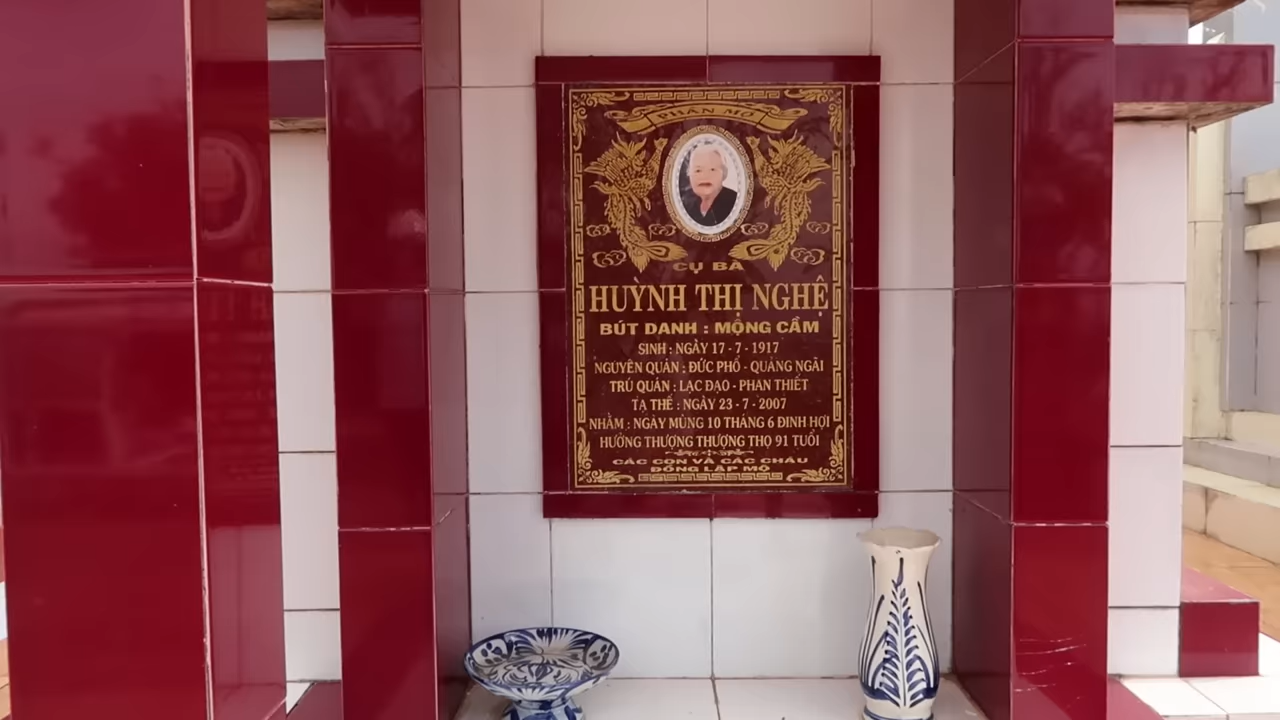 PHẦN MỘ
CỤ BÀ
HUỲNH THỊ NGHỆ
BÚT DANH : MỘNG CẦM
SINH : NGÀY 17 - 7 - 1917
NGUYÊN QUÁN : ĐỨC PHỔ - QUẢNG NGÃI
TRÚ QUÁN : LẠC ĐẠO - PHAN THIẾT
TẠ THẾ : NGÀY 23 - 7 - 2007
NHẰM : NGÀY MÙNG 10 THÁNG 6 ĐINH HỢI
HƯỞNG THƯỢNG THƯỢNG THỌ 91 TUỔI
CÁC CON VÀ CÁC CHÁU
ĐỒNG LẬP MỘ